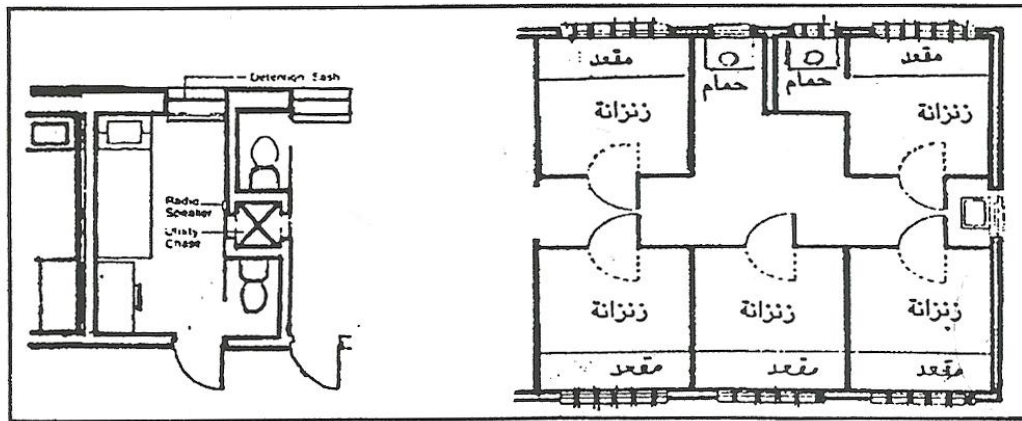 Detention Sash
Radio
Speaker
Utility
Chase
مقعد
حمام
حمام
مقعد
زنزانة
زنزانة
زنزانة
زنزانة
زنزانة
مقعد
مقعد
مقعد